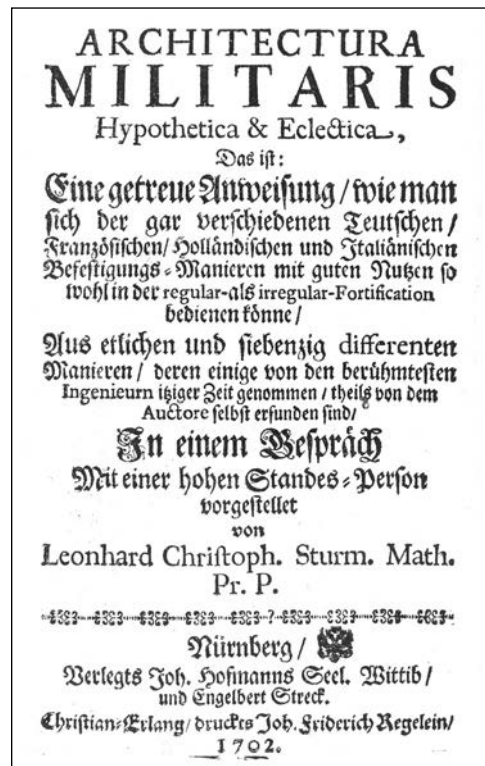 ARCHITECTURA
MILITARIS
Hypothetica & Eclectica,
Das ist:
Eine getreue Anweisung / wie man
sich der gar verschiedenen Teutschen /
Französischen / Holländischen und Italiänischen
Befestigungs-Manieren mit guten Nutzen so
wohl in der regular- als irregular-Fortification
bedienen könne /
Aus etlichen und siebenzig differenten
Manieren / deren einige von den berühmtesten
Ingenieurn itziger Zeit genommen / theils von dem
Auctore selbst erfunden sind /
In einem Gespräch
Mit einer hohen Standes-Person
vorgestellet
von
Leonhard Christoph. Sturm. Math.
Pr. P.
Nürnberg /
Verlegts Joh. Hofmanns Seel. Wittib /
und Engelbert Streck.
Christian-Erlang / druckts Joh. Friderich Regelein /
1702.